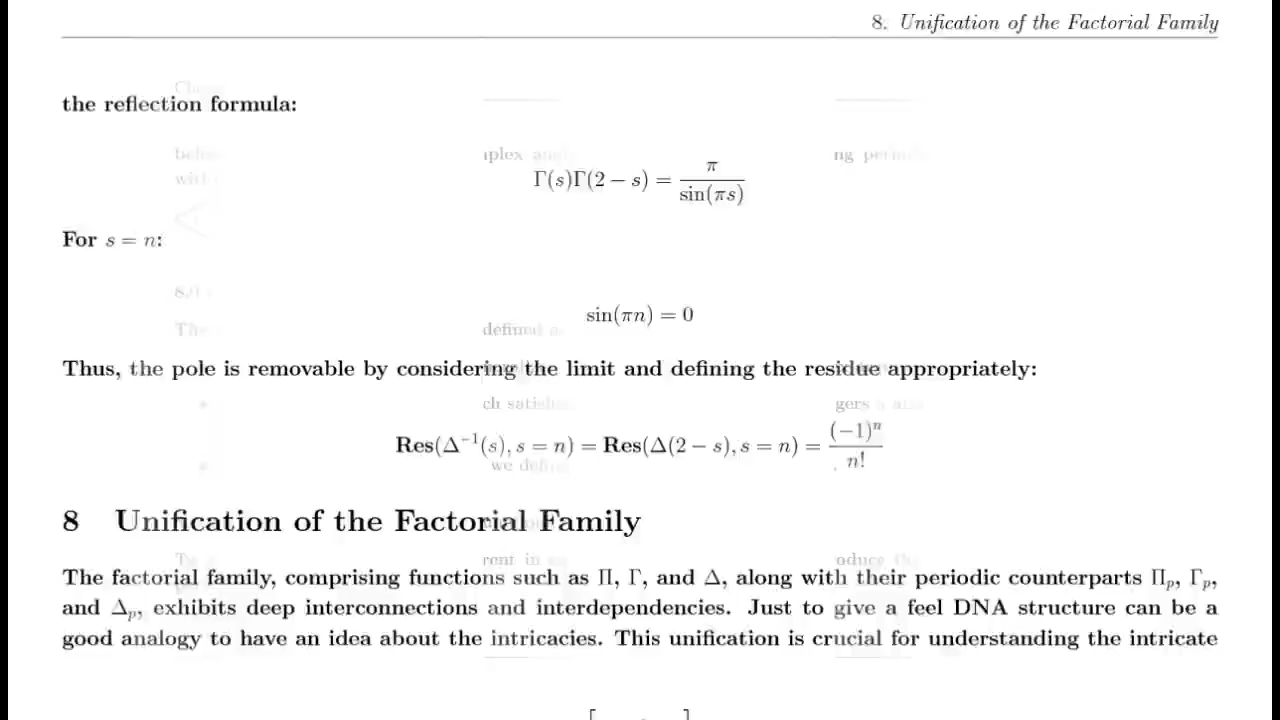 8. Unification of the Factorial Family
the reflection formula:
Γ(s)Γ(2 − s) = π / sin(πs)
For s = n:
sin(πn) = 0
Thus, the pole is removable by considering the limit and defining the residue appropriately:
Res(Δ⁻¹(s), s = n) = Res(Δ(2 − s), s = n) = (−1)ⁿ / n!
8 Unification of the Factorial Family
The factorial family, comprising functions such as Π, Γ, and Δ, along with their periodic counterparts Πₚ, Γₚ,
and Δₚ, exhibits deep interconnections and interdependencies. Just to give a feel DNA structure can be a
good analogy to have an idea about the intricacies. This unification is crucial for understanding the intricate